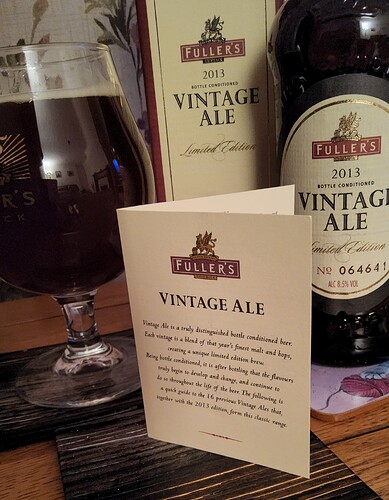 FULLER'S
2013
BOTTLE CONDITIONED
VINTAGE
ALE
Limited Edition
FULLER'S
2013
BOTTLE CONDITIONED
VINTAGE
ALE
Limited Edition
No 064641
ALC 8.5% VOL
R'S
CK
FULLER'S
VINTAGE ALE
Vintage Ale is a truly distinguished bottle conditioned beer.
Each vintage is a blend of that year's finest malt and hops,
creating a unique limited edition brew.
Being bottle conditioned, it is after bottling that the flavours
truly begin to develop and change, and continue to
do so throughout the life of the beer. The following is
a quick guide to the 16 previous Vintage Ales that,
together with the 2013 edition, form this classic range.